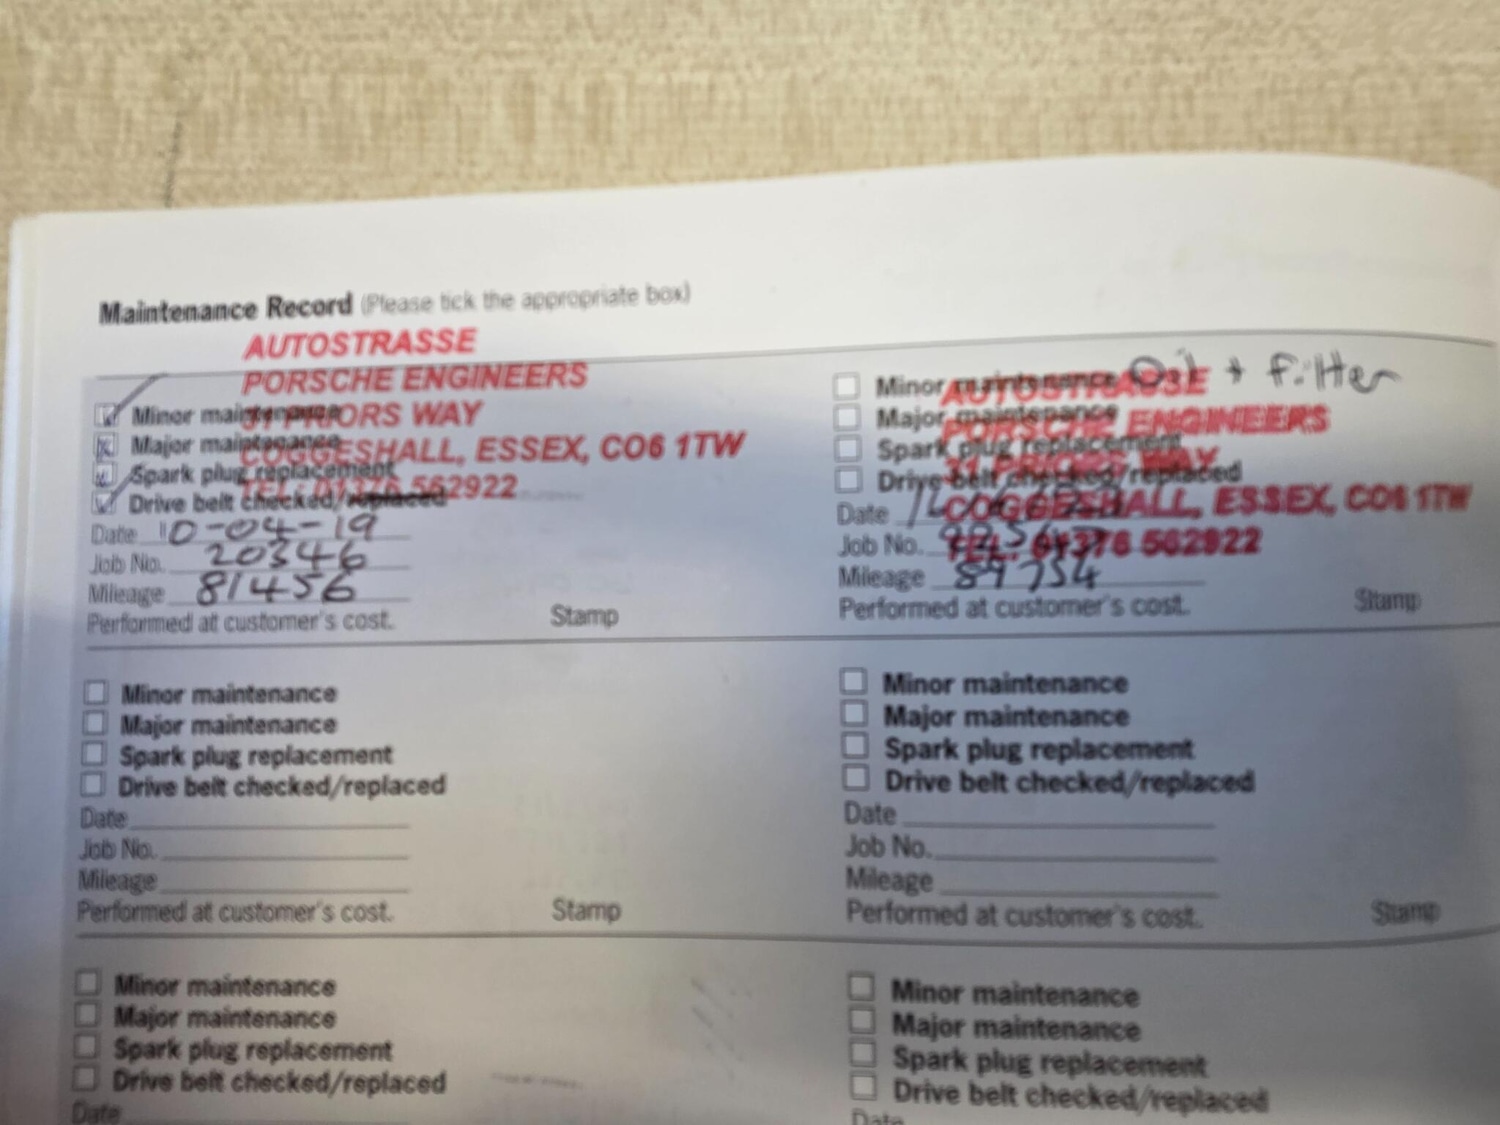 Maintenance Record (Please tick the appropriate box)
AUTOSTRASSE
PORSCHE ENGINEERS
31 PRIORS WAY
COGGESHALL, ESSEX, CO6 1TW
TEL: 01376 562922
Minor maintenance
Major maintenance
Spark plug replacement
Drive belt checked/replaced
Date 10-04-19
Job No. 20346
Mileage 81456
Performed at customer's cost.
Stamp
Minor maintenance Oil + Filter
Major maintenance
Spark plug replacement
Drive belt checked/replaced
AUTOSTRASSE
PORSCHE ENGINEERS
31 PRIORS WAY
COGGESHALL, ESSEX, CO6 1TW
TEL: 01376 562922
Date
Job No.
Mileage
Performed at customer's cost.
Stamp
Minor maintenance
Major maintenance
Spark plug replacement
Drive belt checked/replaced
Date
Job No.
Mileage
Performed at customer's cost.
Stamp
Minor maintenance
Major maintenance
Spark plug replacement
Drive belt checked/replaced
Date
Job No.
Mileage
Performed at customer's cost.
Stamp
Minor maintenance
Major maintenance
Spark plug replacement
Drive belt checked/replaced
Date
Minor maintenance
Major maintenance
Spark plug replacement
Drive belt checked/replaced
Date